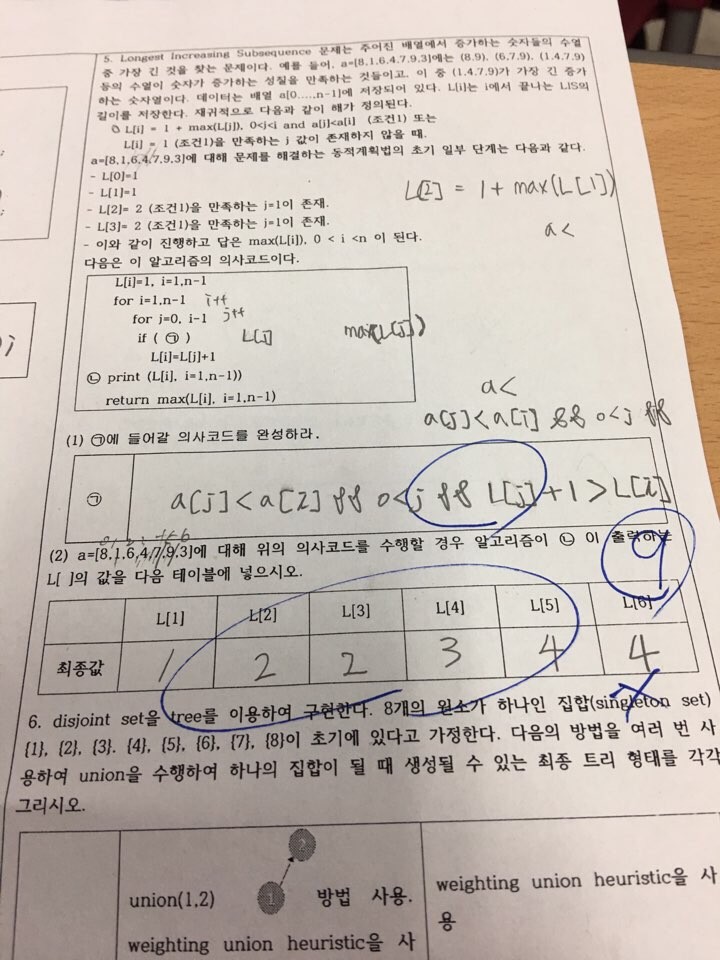 5. Longest Increasing Subsequence 문제는 주어진 배열에서 증가하는 숫자들의 수열
중 가장 긴 것을 찾는 문제이다. 예를 들어, a=[8,1,6,4,7,9,3]에는 (8,9), (6,7,9), (1,4,7,9)
등의 수열이 숫자가 증가하는 성질을 만족하는 것들이고, 이 중 (1,4,7,9)가 가장 긴 증가
하는 숫자열이다. 데이터는 배열 a[0....,n-1]에 저장되어 있다. L[i]는 i에서 끝나는 LIS의
길이를 저장한다. 재귀적으로 다음과 같이 해가 정의된다.
L[i] = 1 + max(L[j]), 0<j<i and a[j]<a[i] (조건1) 또는
L[i] = 1 (조건1)을 만족하는 j 값이 존재하지 않을 때.
a=[8,1,6,4,7,9,3]에 대해 문제를 해결하는 동적계획법의 초기 일부 단계는 다음과 같다.
- L[0]=1
- L[1]=1
L[2] = 1 + max(L[1])
- L[2]= 2 (조건1)을 만족하는 j=1이 존재.
- L[3]= 2 (조건1)을 만족하는 j=1이 존재.
a<
- 이와 같이 진행하고 답은 max(L[i]), 0 < i <n 이 된다.
다음은 이 알고리즘의 의사코드이다.
L[i]=1, i=1,n-1
for i=1,n-1 i++
for j=0, i-1 j++
if ( ㉠ ) L[j] max(L[j])
L[i]=L[j]+1
㉡ print (L[i], i=1,n-1))
return max(L[i], i=1,n-1)
a<
a[j]<a[i] && 0<j &&
(1) ㉠에 들어갈 의사코드를 완성하라.
㉠ a[j]<a[i] && 0<j && L[j]+1>L[i]
(2) a=[8,1,6,4,7,9,3]에 대해 위의 의사코드를 수행할 경우 알고리즘이 ㉡ 이 출력하는
9
L[ ]의 값을 다음 테이블에 넣으시오.
L[1] L[2] L[3] L[4] L[5] L[6]
최종값 1 2 2 3 4 4
6. disjoint set을 tree를 이용하여 구현한다. 8개의 원소가 하나인 집합(singleton set)
{1}, {2}, {3}. {4}, {5}, {6}, {7}, {8}이 초기에 있다고 가정한다. 다음의 방법을 여러 번 사
용하여 union을 수행하여 하나의 집합이 될 때 생성될 수 있는 최종 트리 형태를 각각
그리시오.
2
union(1,2) 1 방법 사용.
weighting union heuristic을 사
weighting union heuristic을 사
용